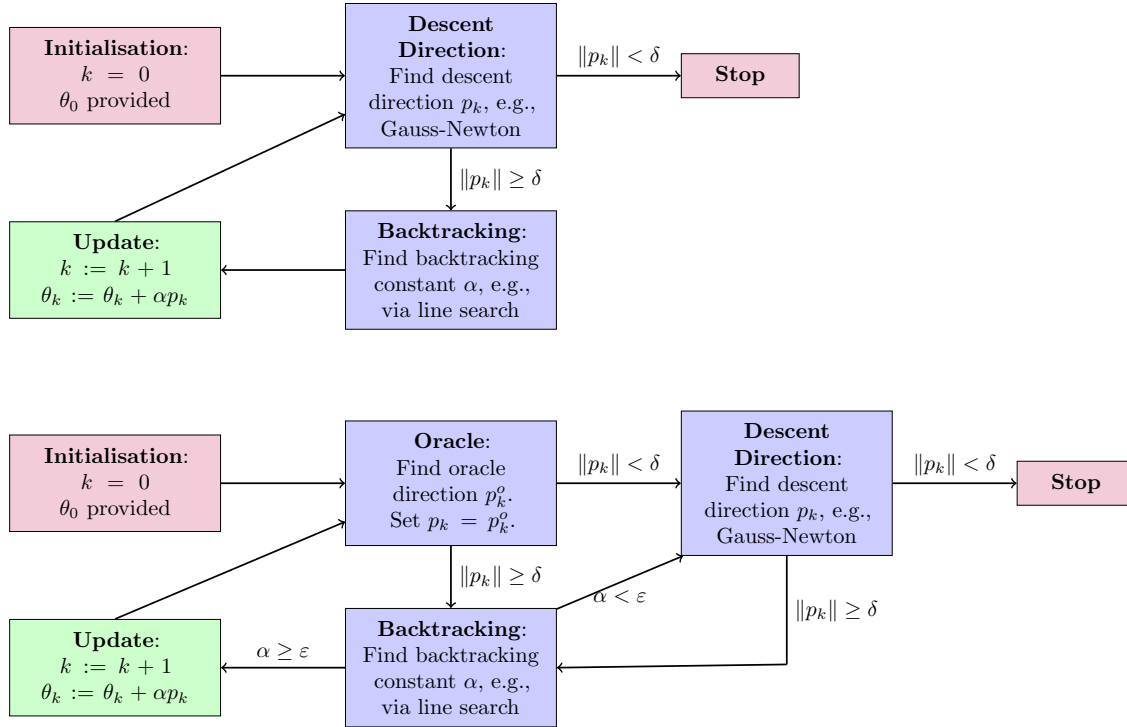 Initialisation:
k = 0
θ₀ provided
Descent
Direction:
Find descent
direction pₖ, e.g.,
Gauss-Newton
‖pₖ‖ < δ
Stop
‖pₖ‖ ≥ δ
Update:
k := k + 1
θₖ := θₖ + αpₖ
Backtracking:
Find backtracking
constant α, e.g.,
via line search
Initialisation:
k = 0
θ₀ provided
Oracle:
Find oracle
direction pₖᵒ.
Set pₖ = pₖᵒ.
‖pₖ‖ < δ
Descent
Direction:
Find descent
direction pₖ, e.g.,
Gauss-Newton
‖pₖ‖ < δ
Stop
‖pₖ‖ ≥ δ
α < ε
‖pₖ‖ ≥ δ
Update:
k := k + 1
θₖ := θₖ + αpₖ
α ≥ ε
Backtracking:
Find backtracking
constant α, e.g.,
via line search